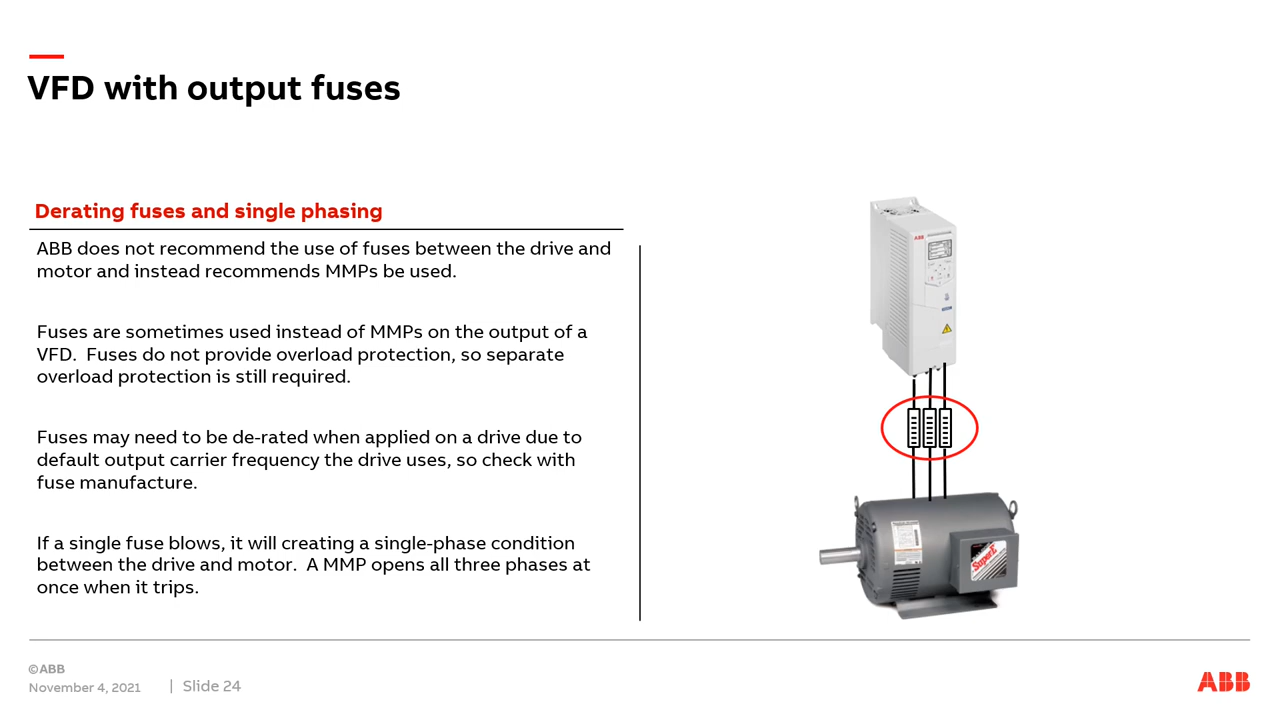 VFD with output fuses
Derating fuses and single phasing
ABB does not recommend the use of fuses between the drive and
motor and instead recommends MMPs be used.
Fuses are sometimes used instead of MMPs on the output of a
VFD.  Fuses do not provide overload protection, so separate
overload protection is still required.
Fuses may need to be de-rated when applied on a drive due to
default output carrier frequency the drive uses, so check with
fuse manufacture.
If a single fuse blows, it will creating a single-phase condition
between the drive and motor.  A MMP opens all three phases at
once when it trips.
ABB
Super-E
©ABB
November 4, 2021 | Slide 24
ABB